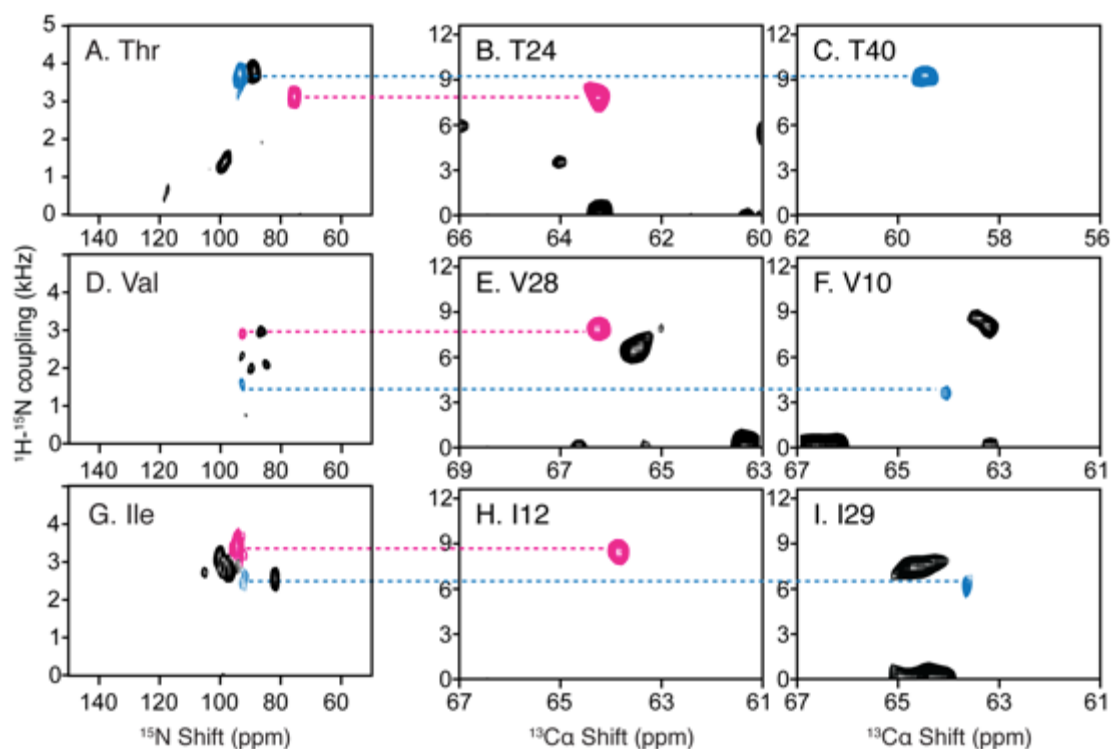 A. Thr
B. T24
C. T40
5
4
3
2
1
0
12
9
6
3
0
12
9
6
3
0
140 120 100 80 60
66 64 62 60
62 60 58 56
D. Val
E. V28
F. V10
5
4
3
2
1
0
12
9
6
3
0
12
9
6
3
0
140 120 100 80 60
69 67 65 63
67 65 63 61
G. Ile
H. I12
I. I29
4
3
2
1
0
12
9
6
3
0
12
9
6
3
0
140 120 100 80 60
67 65 63 61
67 65 63 61
¹H-¹⁵N coupling (kHz)
¹⁵N Shift (ppm)
¹³Cα Shift (ppm)
¹³Cα Shift (ppm)